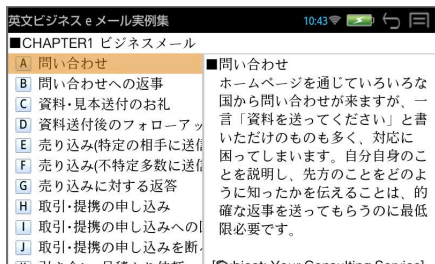 英文ビジネスeメール実例集
10:43
■CHAPTER1 ビジネスメール
A 問い合わせ
B 問い合わせへの返事
C 資料・見本送付のお礼
D 資料送付後のフォローアッ
E 売り込み(特定の相手に送信
F 売り込み(不特定多数に送信
G 売り込みに対する返答
H 取引・提携の申し込み
I 取引・提携の申し込みへの
J 取引・提携の申し込みを断
■問い合わせ
ホームページを通じていろいろな
国から問い合わせが来ますが、一
言「資料を送ってください」と書
いただけのものも多く、対応に
困ってしまいます。自分自身のこ
とを説明し、先方のことをどのよ
うに知ったかを伝えることは、的
確な返事を送ってもらうのに最低
限必要です。
Your Consulting Service]